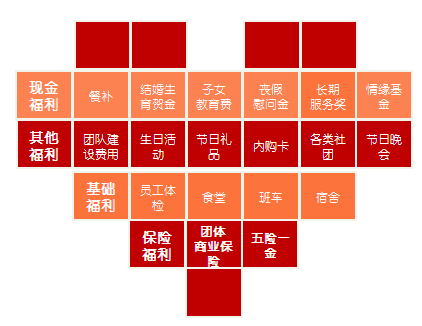 现金
福利
餐补
结婚生
育贺金
子女
教育费
丧假
慰问金
长期
服务奖
情缘基
金
其他
福利
团队建
设费用
生日活
动
节日礼
品
内购卡
各类社
团
节日晚
会
基础
福利
员工体
检
食堂
班车
宿舍
保险
福利
团体
商业保
险
五险一
金